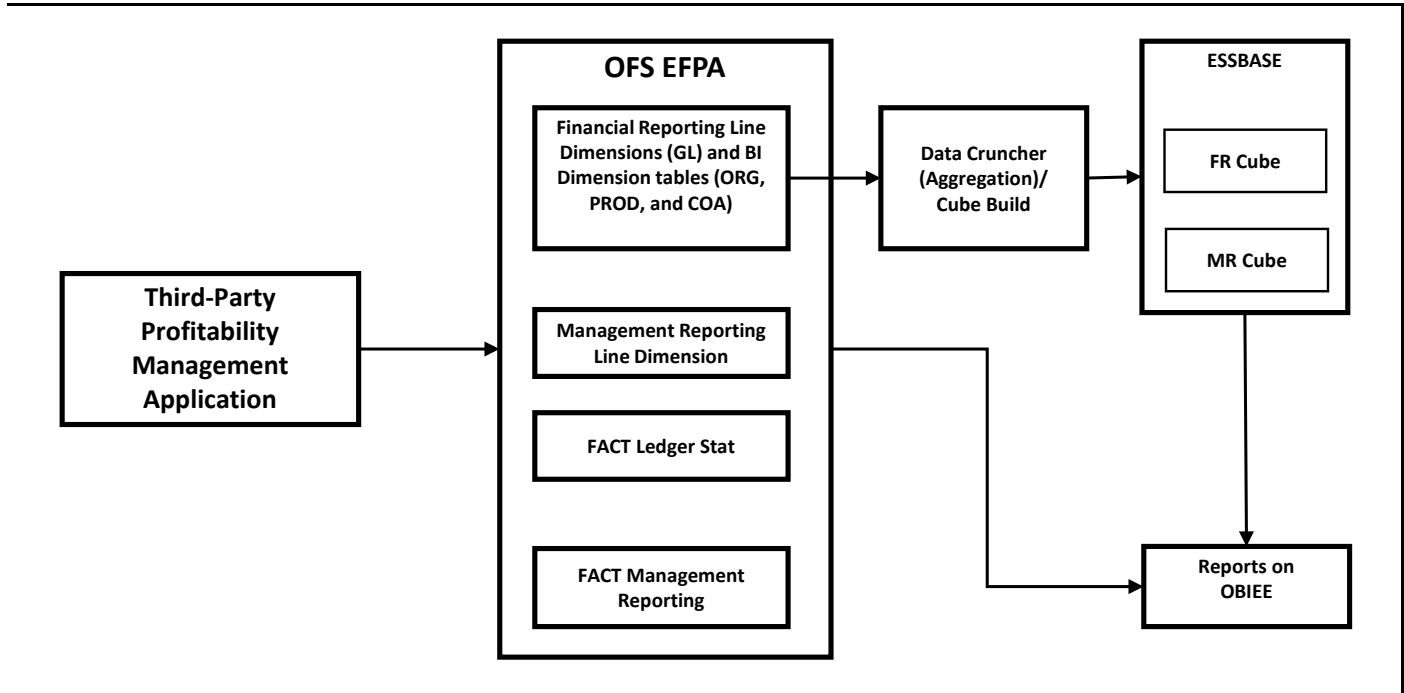 Third-Party
Profitability
Management
Application
OFS EFPA
Financial Reporting Line
Dimensions (GL) and BI
Dimension tables (ORG,
PROD, and COA)
Management Reporting
Line Dimension
FACT Ledger Stat
FACT Management
Reporting
Data Cruncher
(Aggregation)/
Cube Build
ESSBASE
FR Cube
MR Cube
Reports on
OBIEE